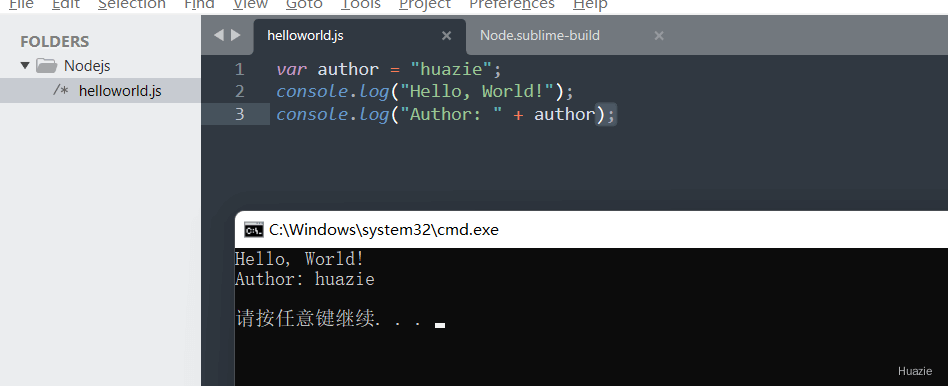 File Edit Selection Find View Goto Tools Project Preferences Help
FOLDERS
Nodejs
/* helloworld.js
helloworld.js × Node.sublime-build ×
1 var author = "huazie";
2 console.log("Hello, World!");
3 console.log("Author: " + author);
C:\Windows\system32\cmd.exe
Hello, World!
Author: huazie
请按任意键继续. . .
Huazie